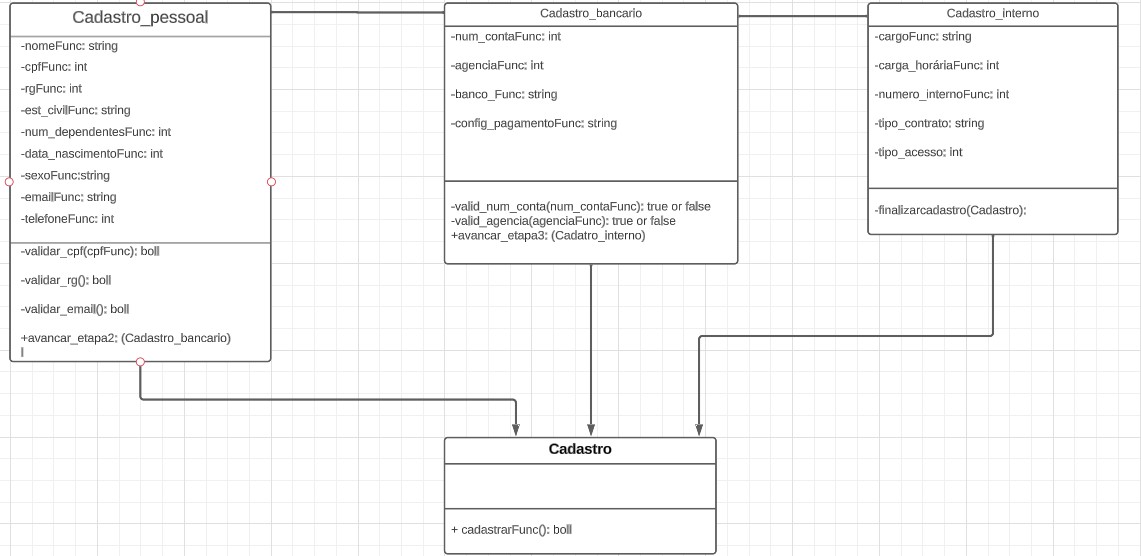 Cadastro_pessoal
-nomeFunc: string
-cpfFunc: int
-rgFunc: int
-est_civilFunc: string
-num_dependentesFunc: int
-data_nascimentoFunc: int
-sexoFunc:string
-emailFunc: string
-telefoneFunc: int
-validar_cpf(cpfFunc): boll
-validar_rg(): boll
-validar_email(): boll
+avancar_etapa2: (Cadastro_bancario)
l
Cadastro_bancario
-num_contaFunc: int
-agenciaFunc: int
-banco_Func: string
-config_pagamentoFunc: string
-valid_num_conta(num_contaFunc): true or false
-valid_agencia(agenciaFunc): true or false
+avancar_etapa3: (Cadatro_interno)
Cadastro_interno
-cargoFunc: string
-carga_horáriaFunc: int
-numero_internoFunc: int
-tipo_contrato: string
-tipo_acesso: int
-finalizarcadastro(Cadastro):
Cadastro
+ cadastrarFunc(): boll